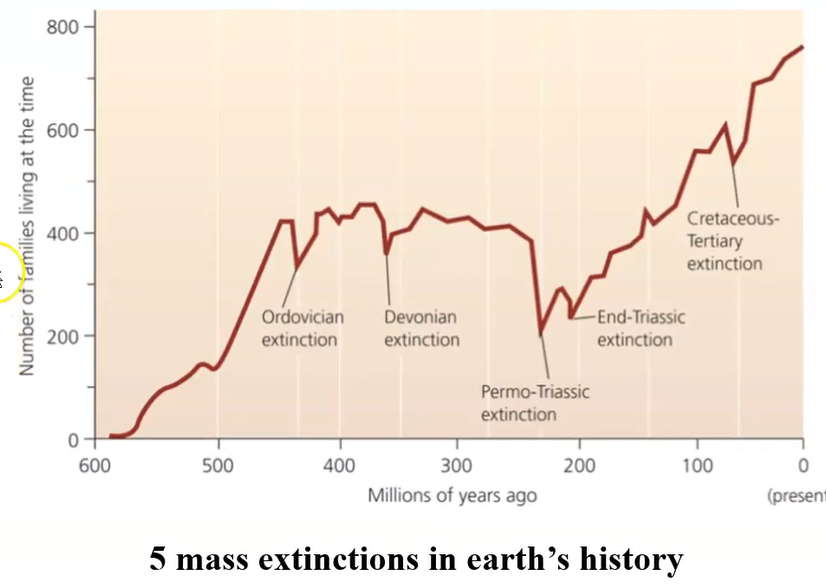 800
600
400
200
0
Number of families living at the time
Ordovician
extinction
Devonian
extinction
Permo-Triassic
extinction
End-Triassic
extinction
Cretaceous-
Tertiary
extinction
600 500 400 300 200 100 0
Millions of years ago
(present
5 mass extinctions in earth's history